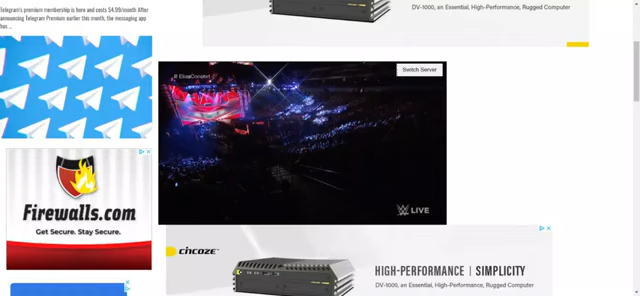 Telegram's premium membership is here and costs $4.99/month After
announcing Telegram Premium earlier this month, the messaging app
has ...
DV-1000, an Essential, High-Performance, Rugged Computer
Switch Server
LIVE
Firewalls.com
Get Secure. Stay Secure.
cincoze
HIGH-PERFORMANCE | SIMPLICITY
DV-1000, an Essential, High-Performance, Rugged Computer